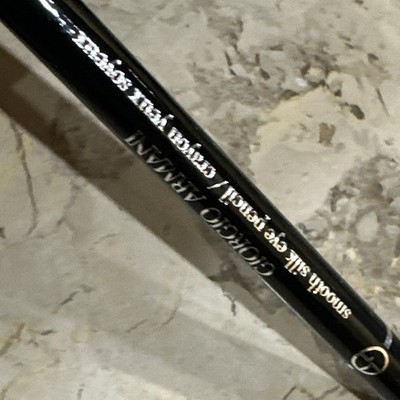 GIORGIO ARMANI
smooth silk eye pencil / crayon yeux soyeux